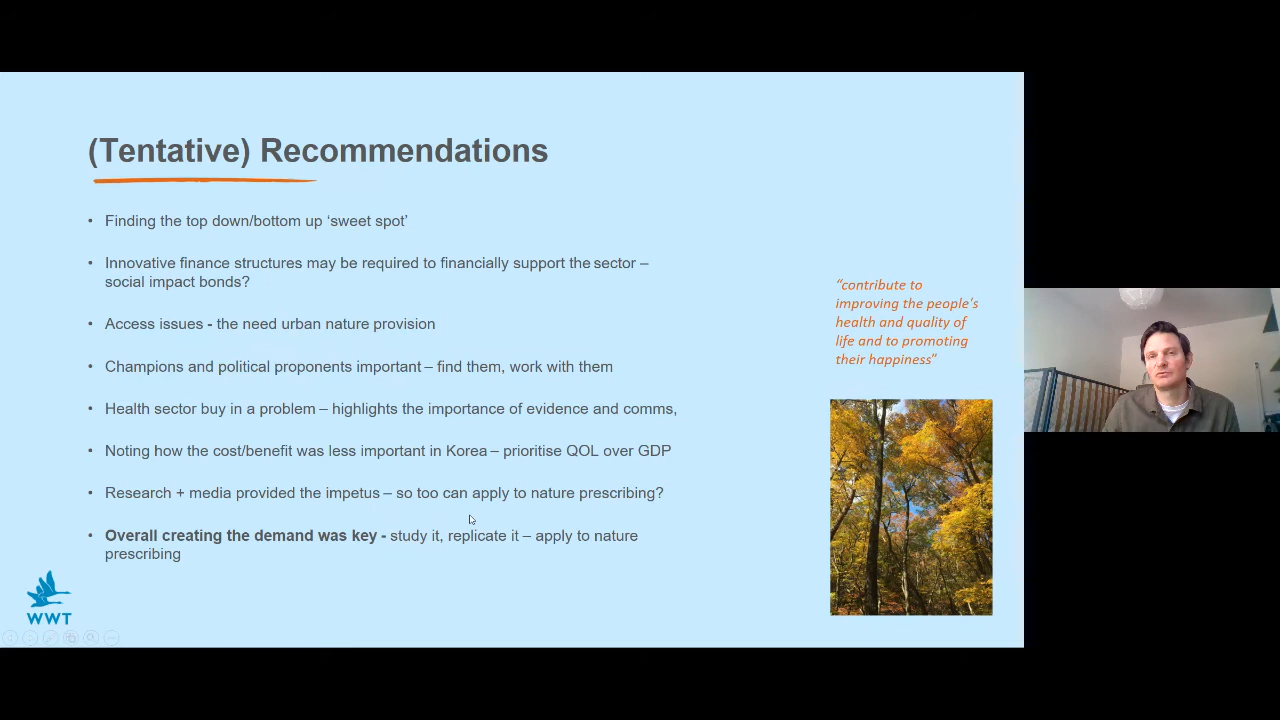 (Tentative) Recommendations
• Finding the top down/bottom up ‘sweet spot’
• Innovative finance structures may be required to financially support the sector –
social impact bonds?
• Access issues - the need urban nature provision
• Champions and political proponents important – find them, work with them
• Health sector buy in a problem – highlights the importance of evidence and comms,
• Noting how the cost/benefit was less important in Korea – prioritise QOL over GDP
• Research + media provided the impetus – so too can apply to nature prescribing?
• Overall creating the demand was key - study it, replicate it – apply to nature
prescribing
“contribute to
improving the people’s
health and quality of
life and to promoting
their happiness”
WWT